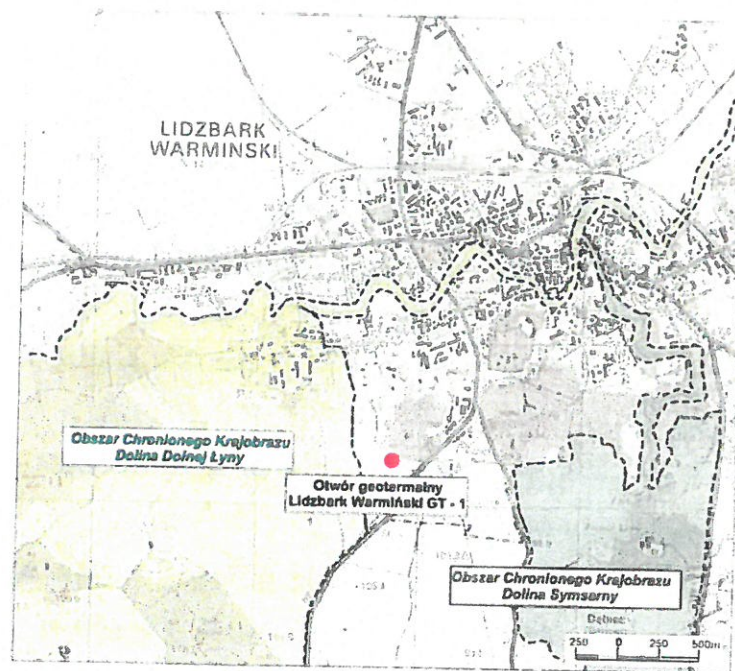 LIDZBARK
WARMINSKI
Obszar Chronionego Krajobrazu
Dolina Dolnej Łyny
Otwór geotermalny
Lidzbark Warmiński GT - 1
Obszar Chronionego Krajobrazu
Dolina Symsarny
250 0 250 500m